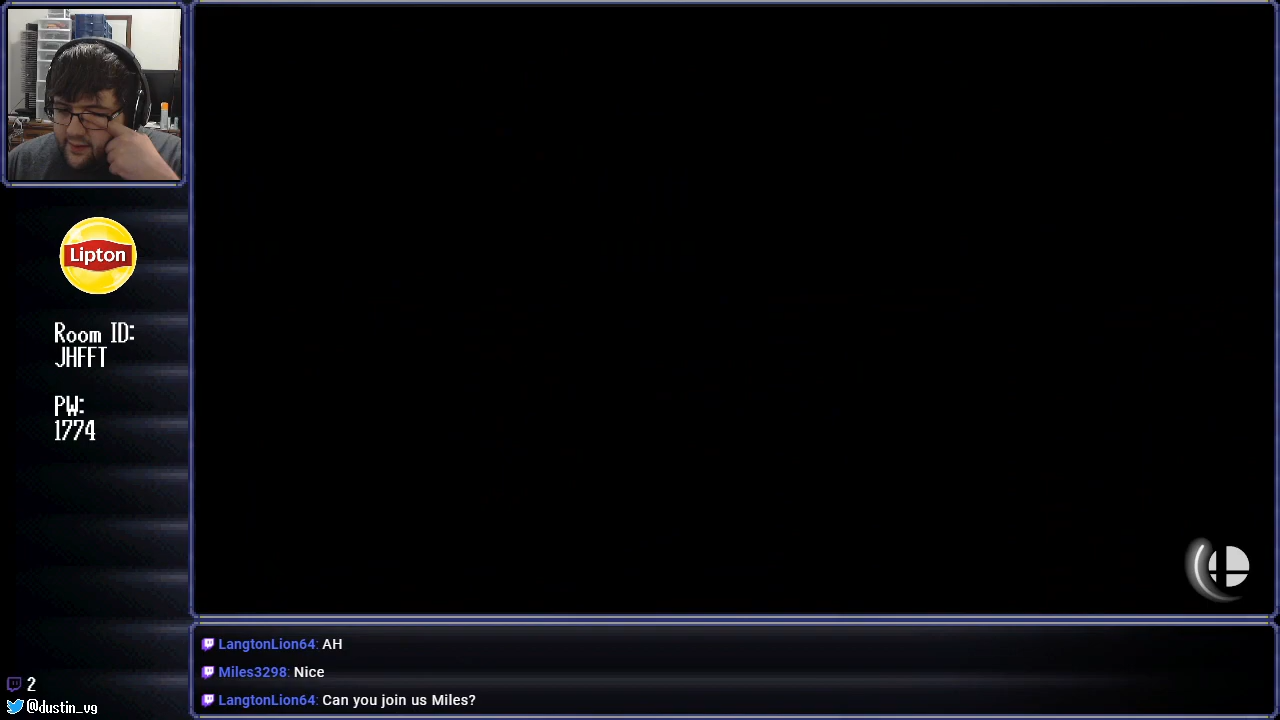 Lipton
Room ID:
JHFFT
PW:
1774
LangtonLion64: AH
Miles3298: Nice
LangtonLion64: Can you join us Miles?
2
@dustin_vg